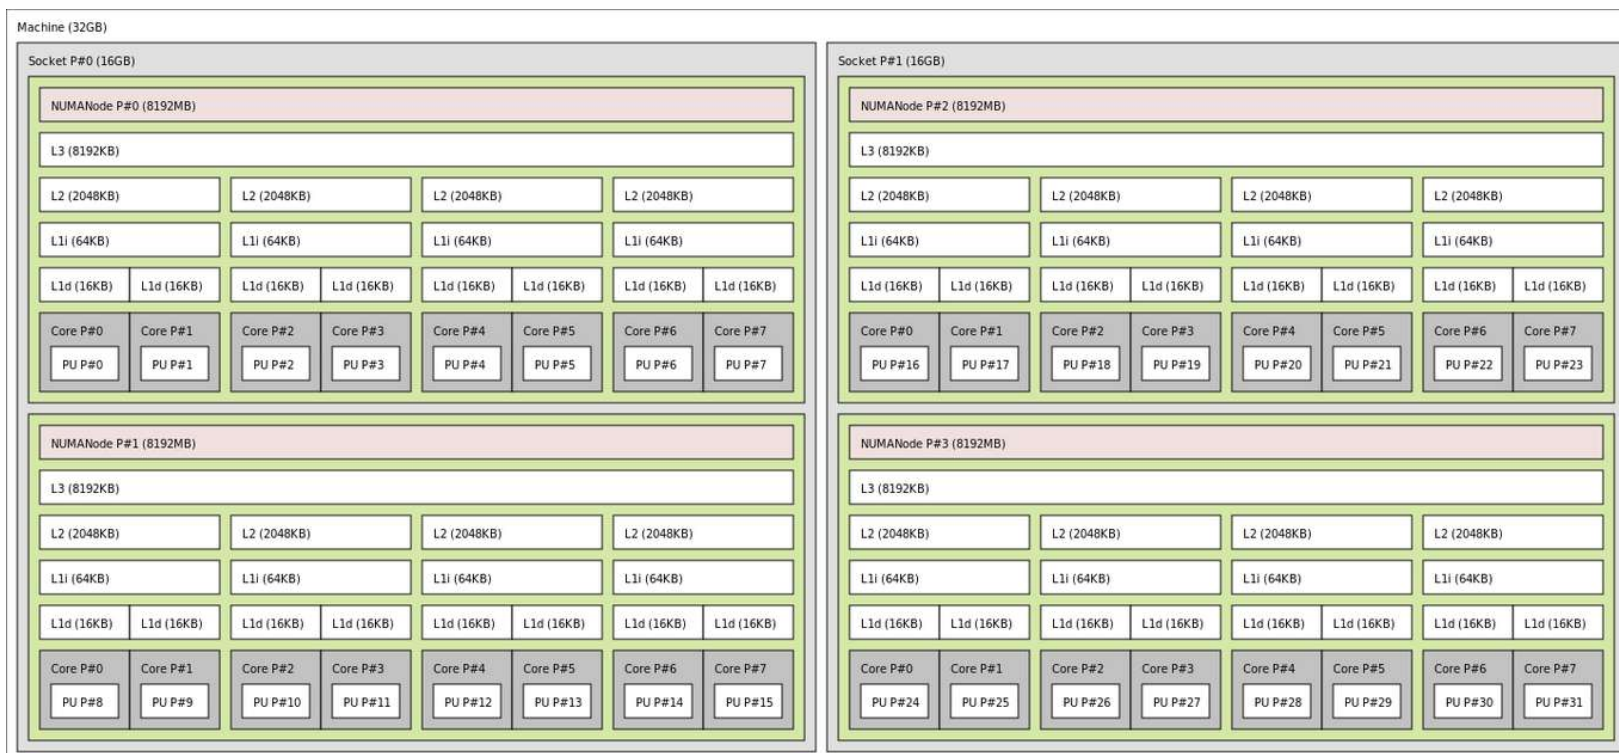 Machine (32GB)
Socket P#0 (16GB)
NUMANode P#0 (8192MB)
L3 (8192KB)
L2 (2048KB) L2 (2048KB) L2 (2048KB) L2 (2048KB)
L1i (64KB) L1i (64KB) L1i (64KB) L1i (64KB)
L1d (16KB) L1d (16KB) L1d (16KB) L1d (16KB) L1d (16KB) L1d (16KB) L1d (16KB) L1d (16KB)
Core P#0 Core P#1 Core P#2 Core P#3 Core P#4 Core P#5 Core P#6 Core P#7
PU P#0 PU P#1 PU P#2 PU P#3 PU P#4 PU P#5 PU P#6 PU P#7
NUMANode P#1 (8192MB)
L3 (8192KB)
L2 (2048KB) L2 (2048KB) L2 (2048KB) L2 (2048KB)
L1i (64KB) L1i (64KB) L1i (64KB) L1i (64KB)
L1d (16KB) L1d (16KB) L1d (16KB) L1d (16KB) L1d (16KB) L1d (16KB) L1d (16KB) L1d (16KB)
Core P#0 Core P#1 Core P#2 Core P#3 Core P#4 Core P#5 Core P#6 Core P#7
PU P#8 PU P#9 PU P#10 PU P#11 PU P#12 PU P#13 PU P#14 PU P#15
Socket P#1 (16GB)
NUMANode P#2 (8192MB)
L3 (8192KB)
L2 (2048KB) L2 (2048KB) L2 (2048KB) L2 (2048KB)
L1i (64KB) L1i (64KB) L1i (64KB) L1i (64KB)
L1d (16KB) L1d (16KB) L1d (16KB) L1d (16KB) L1d (16KB) L1d (16KB) L1d (16KB) L1d (16KB)
Core P#0 Core P#1 Core P#2 Core P#3 Core P#4 Core P#5 Core P#6 Core P#7
PU P#16 PU P#17 PU P#18 PU P#19 PU P#20 PU P#21 PU P#22 PU P#23
NUMANode P#3 (8192MB)
L3 (8192KB)
L2 (2048KB) L2 (2048KB) L2 (2048KB) L2 (2048KB)
L1i (64KB) L1i (64KB) L1i (64KB) L1i (64KB)
L1d (16KB) L1d (16KB) L1d (16KB) L1d (16KB) L1d (16KB) L1d (16KB) L1d (16KB) L1d (16KB)
Core P#0 Core P#1 Core P#2 Core P#3 Core P#4 Core P#5 Core P#6 Core P#7
PU P#24 PU P#25 PU P#26 PU P#27 PU P#28 PU P#29 PU P#30 PU P#31